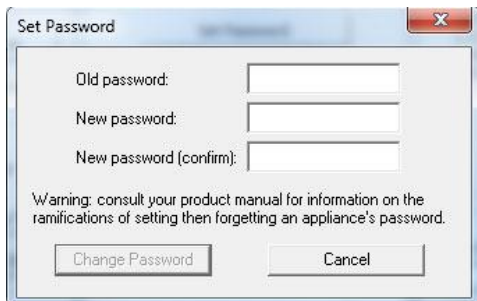 Set Password
Old password:
New password:
New password (confirm):
Warning: consult your product manual for information on the
ramifications of setting then forgetting an appliance's password.
Change Password
Cancel